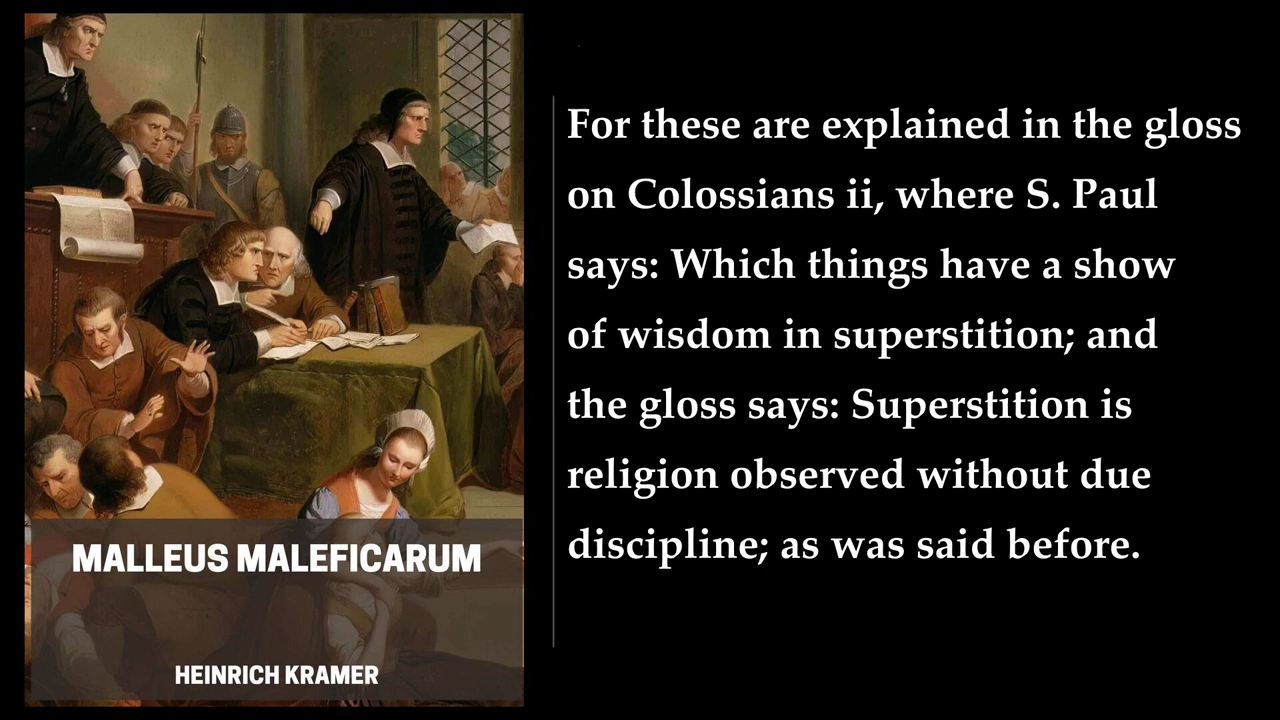 MALLEUS MALEFICARUM
HEINRICH KRAMER
For these are explained in the gloss
on Colossians ii, where S. Paul
says: Which things have a show
of wisdom in superstition; and
the gloss says: Superstition is
religion observed without due
discipline; as was said before.